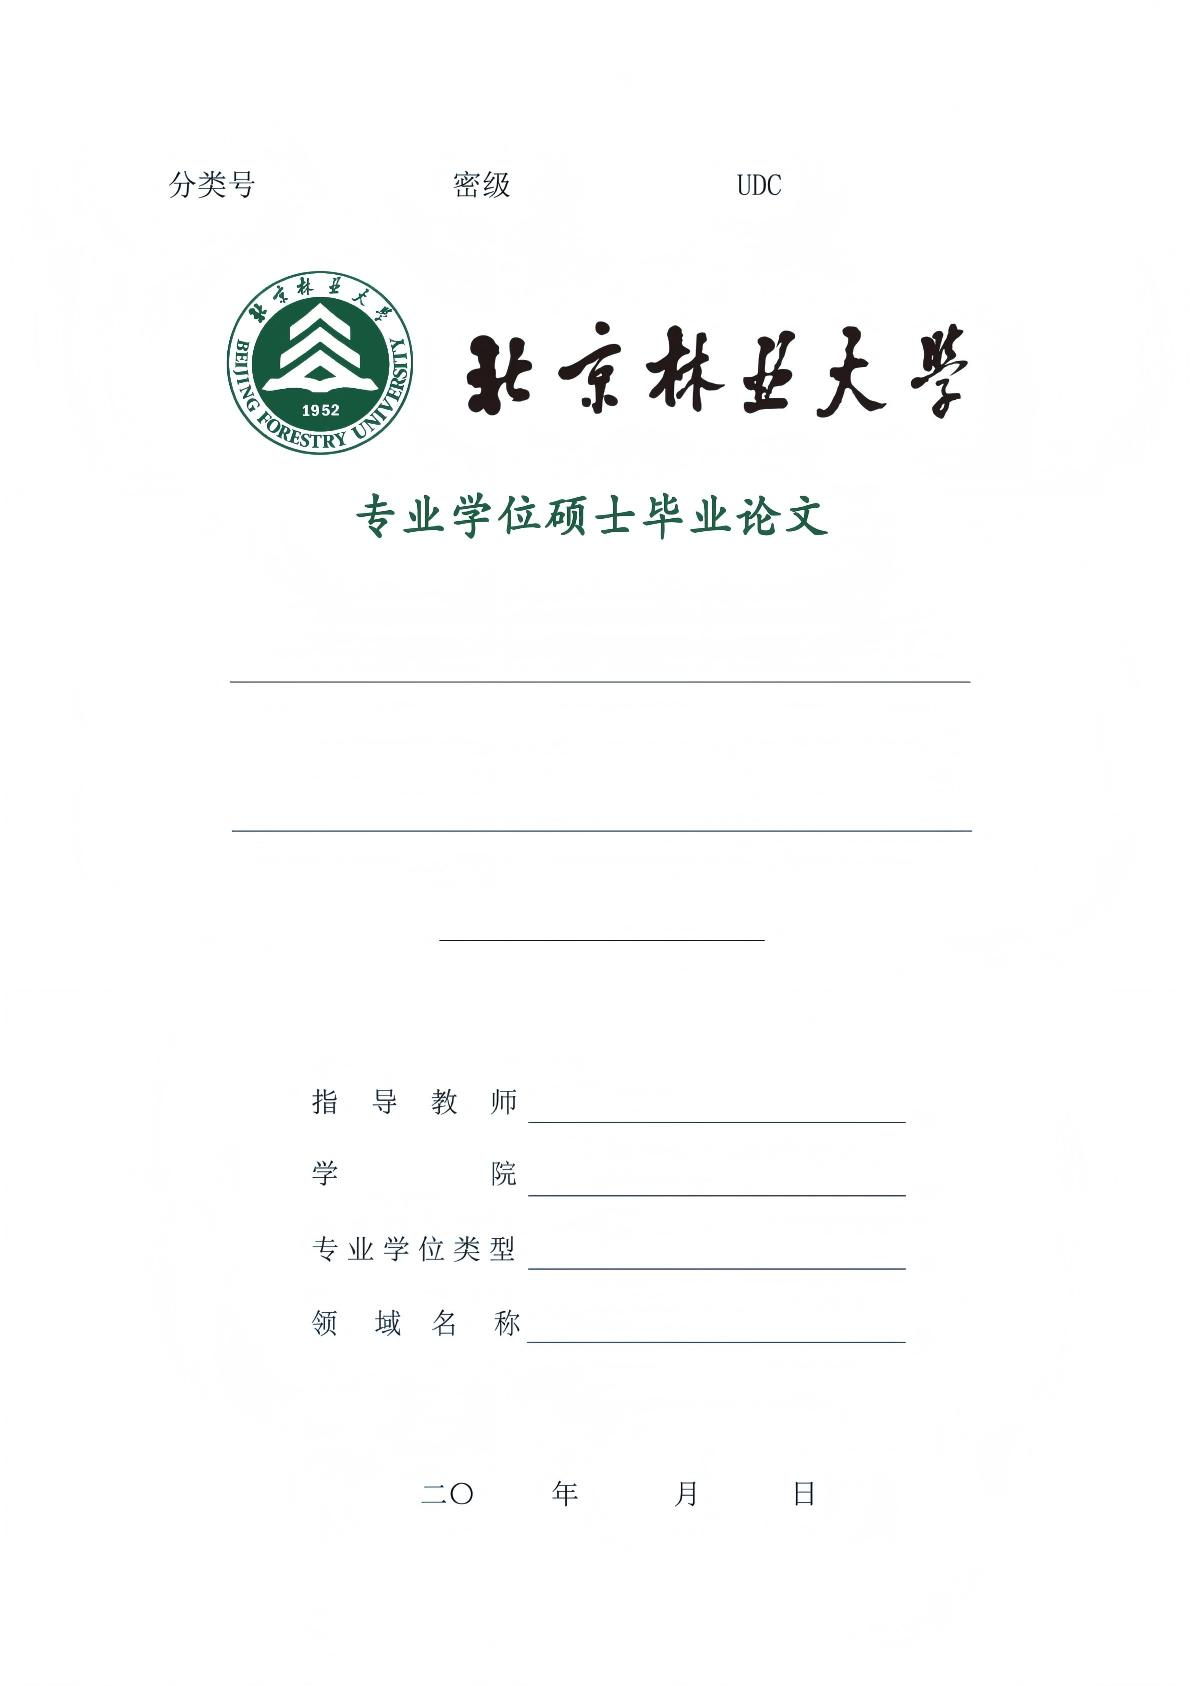 分类号 密级 UDC
北京林业大学
BEIJING FORESTRY UNIVERSITY
1952
北京林业大学
专业学位硕士毕业论文
指导教师
学院
专业学位类型
领域名称
二〇 年 月 日